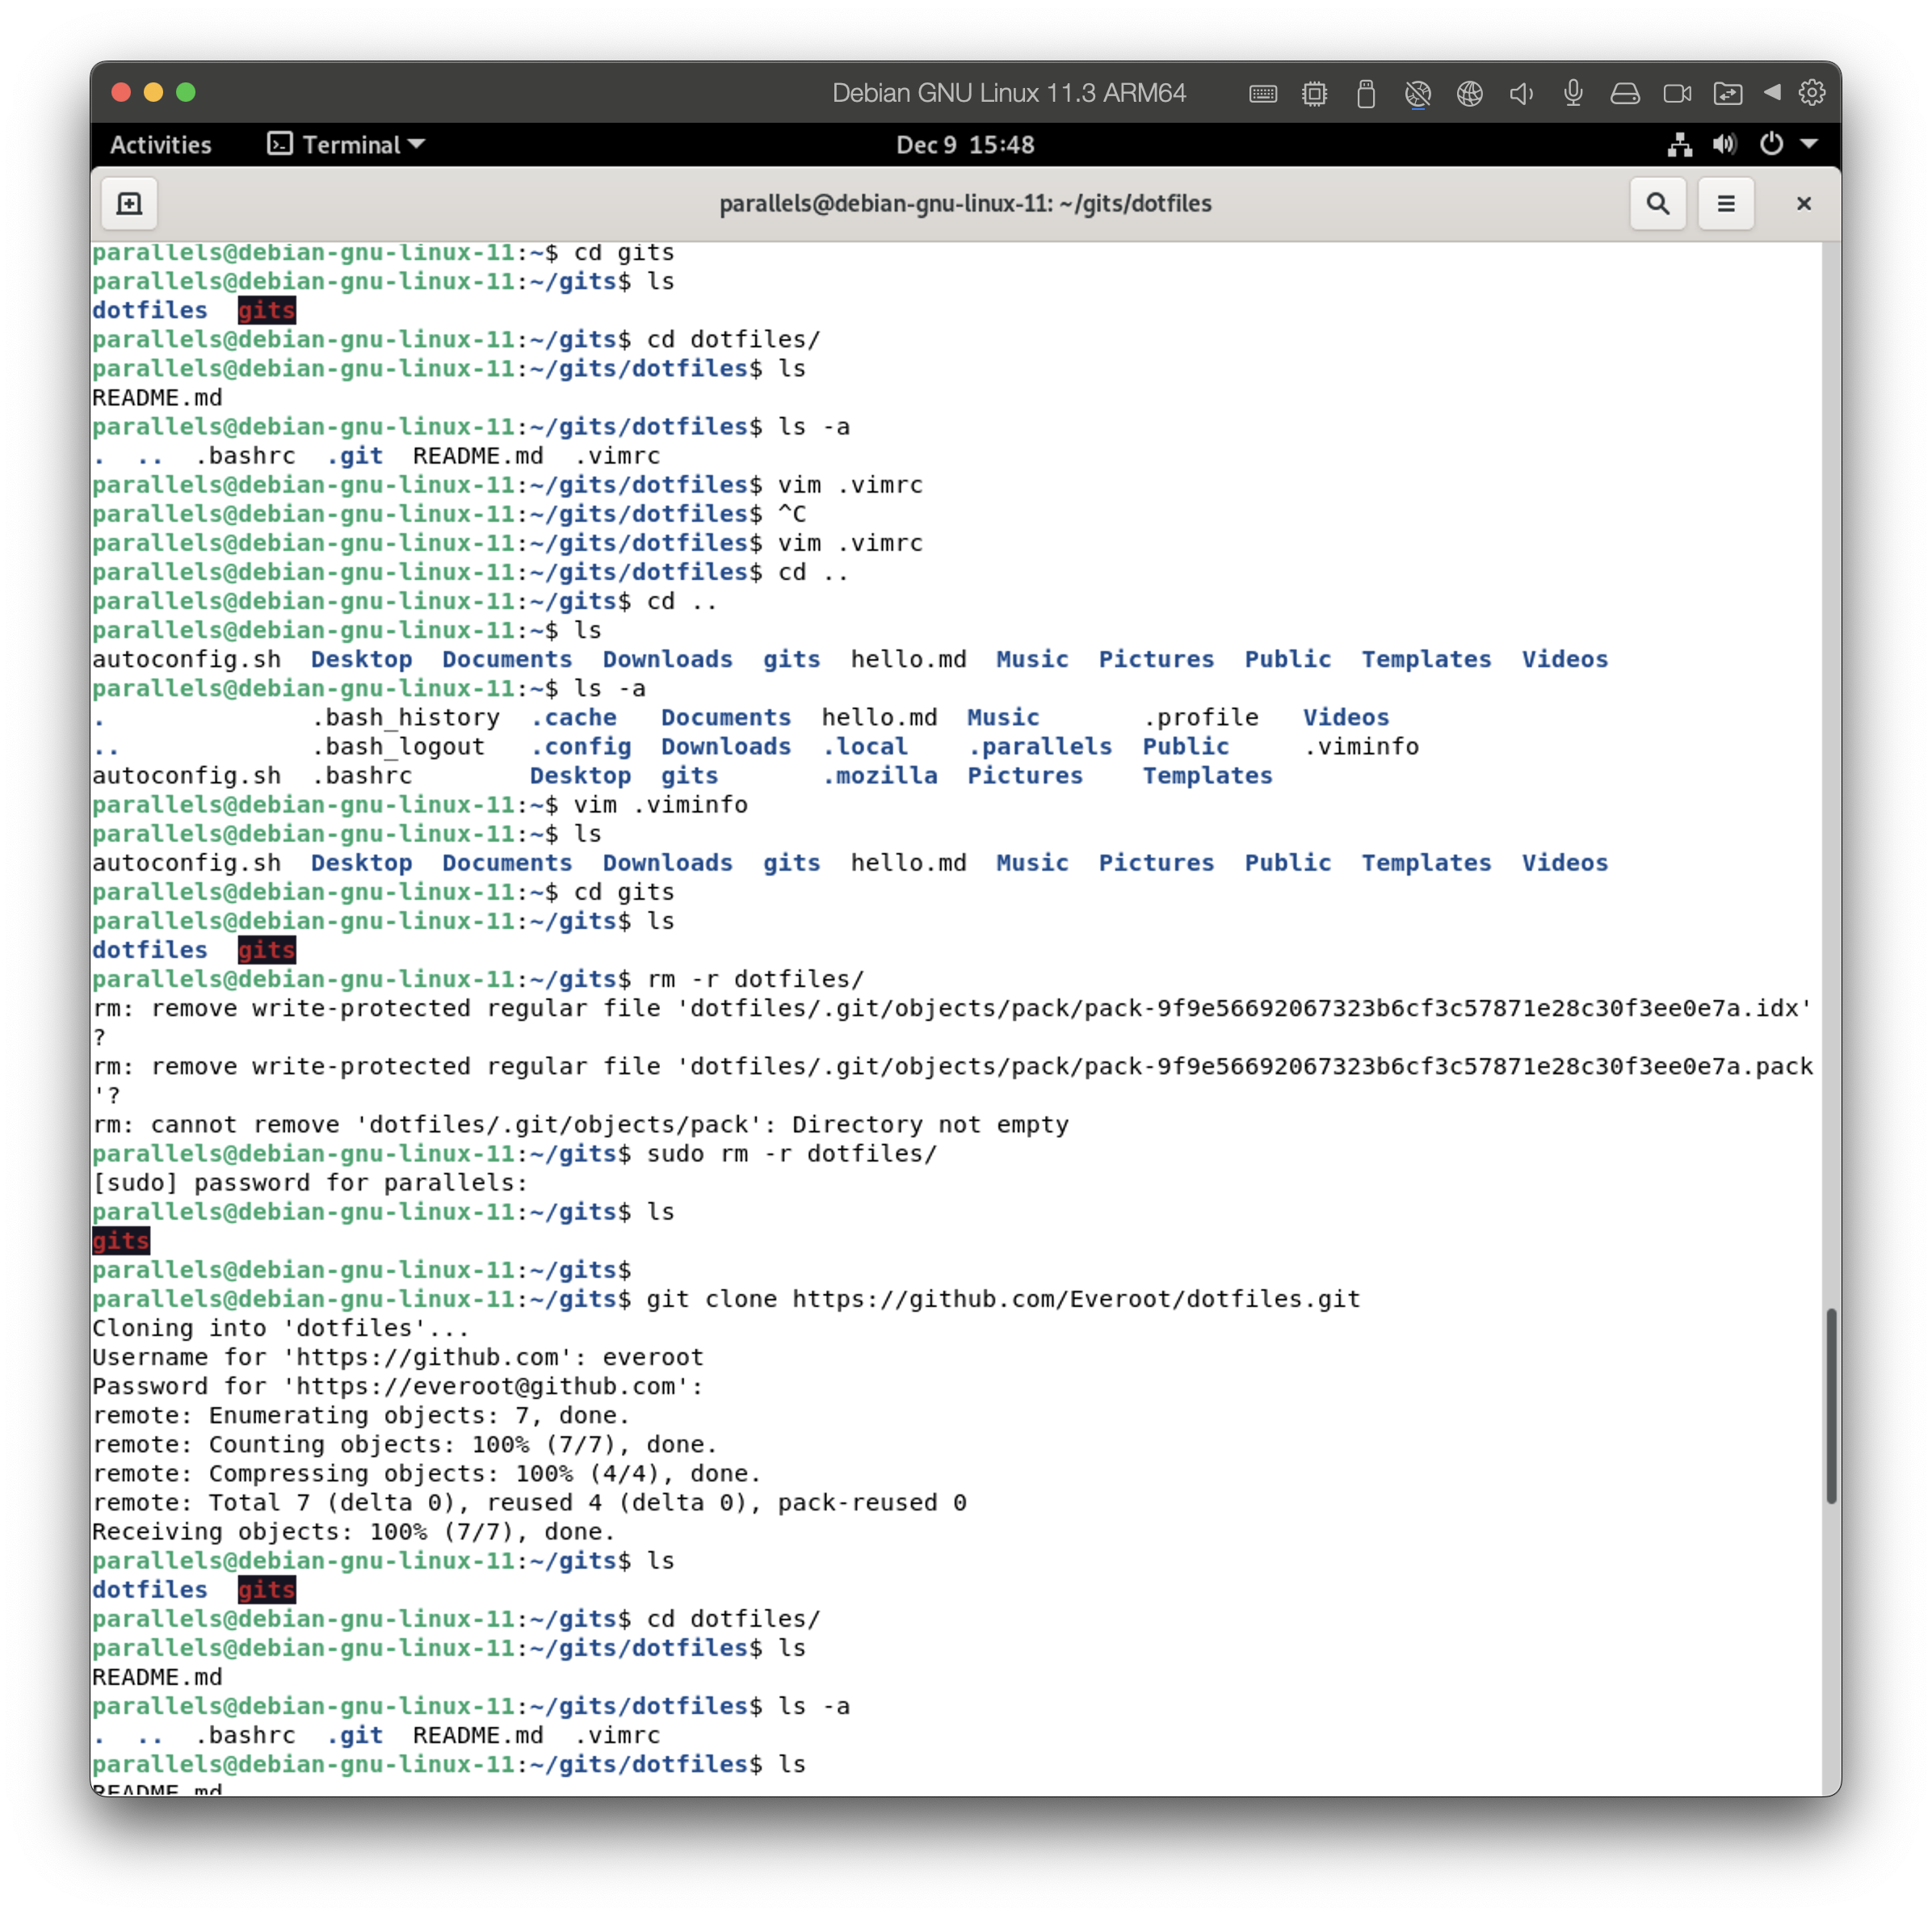 Debian GNU Linux 11.3 ARM64
Activities Terminal Dec 9 15:48
parallels@debian-gnu-linux-11: ~/gits/dotfiles
parallels@debian-gnu-linux-11:~$ cd gits
parallels@debian-gnu-linux-11:~/gits$ ls
dotfiles  gits
parallels@debian-gnu-linux-11:~/gits$ cd dotfiles/
parallels@debian-gnu-linux-11:~/gits/dotfiles$ ls
README.md
parallels@debian-gnu-linux-11:~/gits/dotfiles$ ls -a
.  ..  .bashrc  .git  README.md  .vimrc
parallels@debian-gnu-linux-11:~/gits/dotfiles$ vim .vimrc
parallels@debian-gnu-linux-11:~/gits/dotfiles$ ^C
parallels@debian-gnu-linux-11:~/gits/dotfiles$ vim .vimrc
parallels@debian-gnu-linux-11:~/gits/dotfiles$ cd ..
parallels@debian-gnu-linux-11:~/gits$ cd ..
parallels@debian-gnu-linux-11:~$ ls
autoconfig.sh  Desktop  Documents  Downloads  gits  hello.md  Music  Pictures  Public  Templates  Videos
parallels@debian-gnu-linux-11:~$ ls -a
.              .bash_history  .cache   Documents  hello.md  Music       .profile   Videos
..             .bash_logout   .config  Downloads  .local    .parallels  Public     .viminfo
autoconfig.sh  .bashrc        Desktop  gits       .mozilla  Pictures    Templates
parallels@debian-gnu-linux-11:~$ vim .viminfo
parallels@debian-gnu-linux-11:~$ ls
autoconfig.sh  Desktop  Documents  Downloads  gits  hello.md  Music  Pictures  Public  Templates  Videos
parallels@debian-gnu-linux-11:~$ cd gits
parallels@debian-gnu-linux-11:~/gits$ ls
dotfiles  gits
parallels@debian-gnu-linux-11:~/gits$ rm -r dotfiles/
rm: remove write-protected regular file 'dotfiles/.git/objects/pack/pack-9f9e56692067323b6cf3c57871e28c30f3ee0e7a.idx'
?
rm: remove write-protected regular file 'dotfiles/.git/objects/pack/pack-9f9e56692067323b6cf3c57871e28c30f3ee0e7a.pack
'?
rm: cannot remove 'dotfiles/.git/objects/pack': Directory not empty
parallels@debian-gnu-linux-11:~/gits$ sudo rm -r dotfiles/
[sudo] password for parallels:
parallels@debian-gnu-linux-11:~/gits$ ls
gits
parallels@debian-gnu-linux-11:~/gits$
parallels@debian-gnu-linux-11:~/gits$ git clone https://github.com/Everoot/dotfiles.git
Cloning into 'dotfiles'...
Username for 'https://github.com': everoot
Password for 'https://everoot@github.com':
remote: Enumerating objects: 7, done.
remote: Counting objects: 100% (7/7), done.
remote: Compressing objects: 100% (4/4), done.
remote: Total 7 (delta 0), reused 4 (delta 0), pack-reused 0
Receiving objects: 100% (7/7), done.
parallels@debian-gnu-linux-11:~/gits$ ls
dotfiles  gits
parallels@debian-gnu-linux-11:~/gits$ cd dotfiles/
parallels@debian-gnu-linux-11:~/gits/dotfiles$ ls
README.md
parallels@debian-gnu-linux-11:~/gits/dotfiles$ ls -a
.  ..  .bashrc  .git  README.md  .vimrc
parallels@debian-gnu-linux-11:~/gits/dotfiles$ ls
README.md